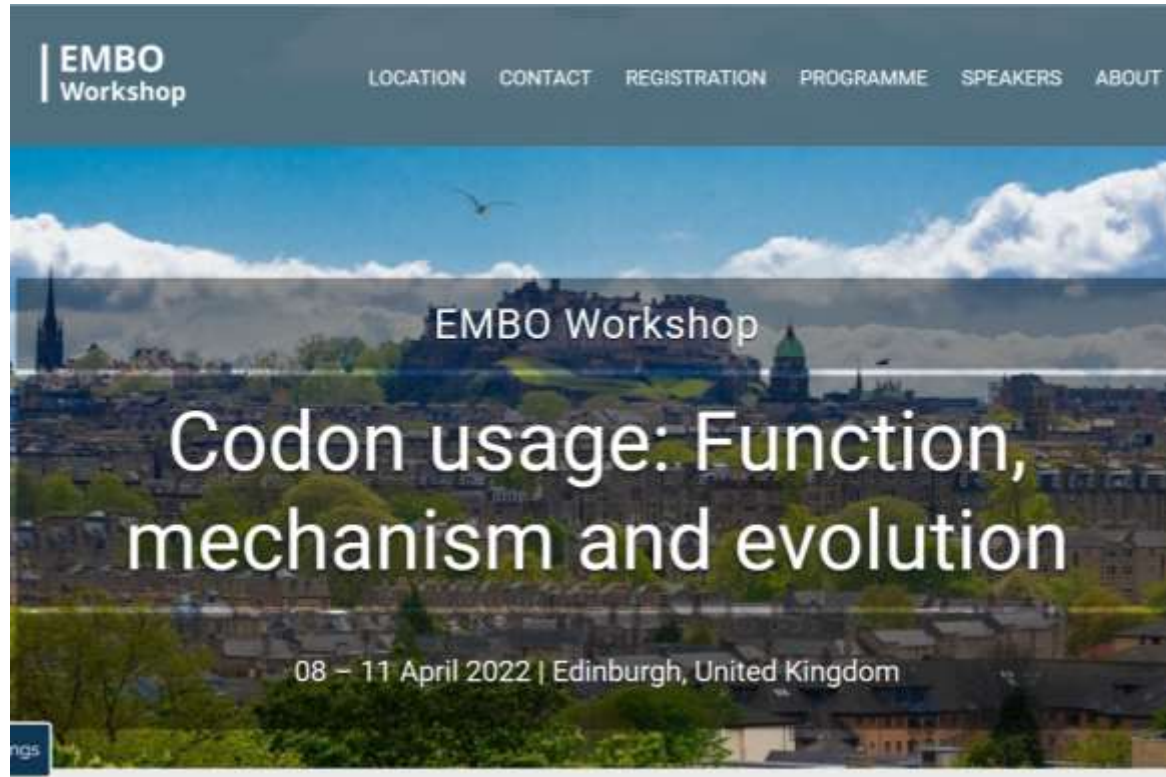 EMBO
Workshop
LOCATION CONTACT REGISTRATION PROGRAMME SPEAKERS ABOUT
EMBO Workshop
Codon usage: Function,
mechanism and evolution
08 – 11 April 2022 | Edinburgh, United Kingdom
ngs